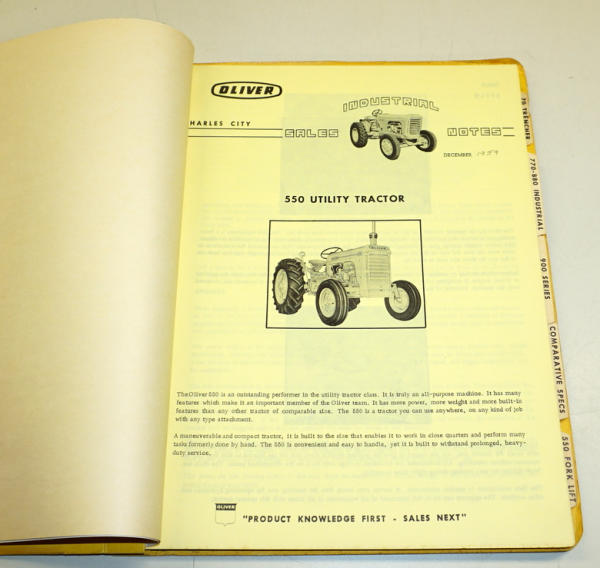 OLIVER
HARLES CITY
INDUSTRIAL
SALES NOTES
DECEMBER 1959
550 UTILITY TRACTOR
OLIVER
The Oliver 550 is an outstanding performer in the utility tractor class. It is truly an all-purpose machine. It has many
features which make it an important member of the Oliver team. It has more power, more weight and more built-in
features than any other tractor of comparable size. The 550 is a tractor you can use anywhere, on any kind of job
with any type attachment.
A maneuverable and compact tractor, it is built to the size that enables it to work in close quarters and perform many
tasks formerly done by hand. The 550 is convenient and easy to handle, yet it is built to withstand prolonged, heavy-
duty service.
OLIVER
"PRODUCT KNOWLEDGE FIRST - SALES NEXT"
TRENCHER
770-880 INDUSTRIAL
900 SERIES
COMPARATIVE SPECS
550 FORK LIFT